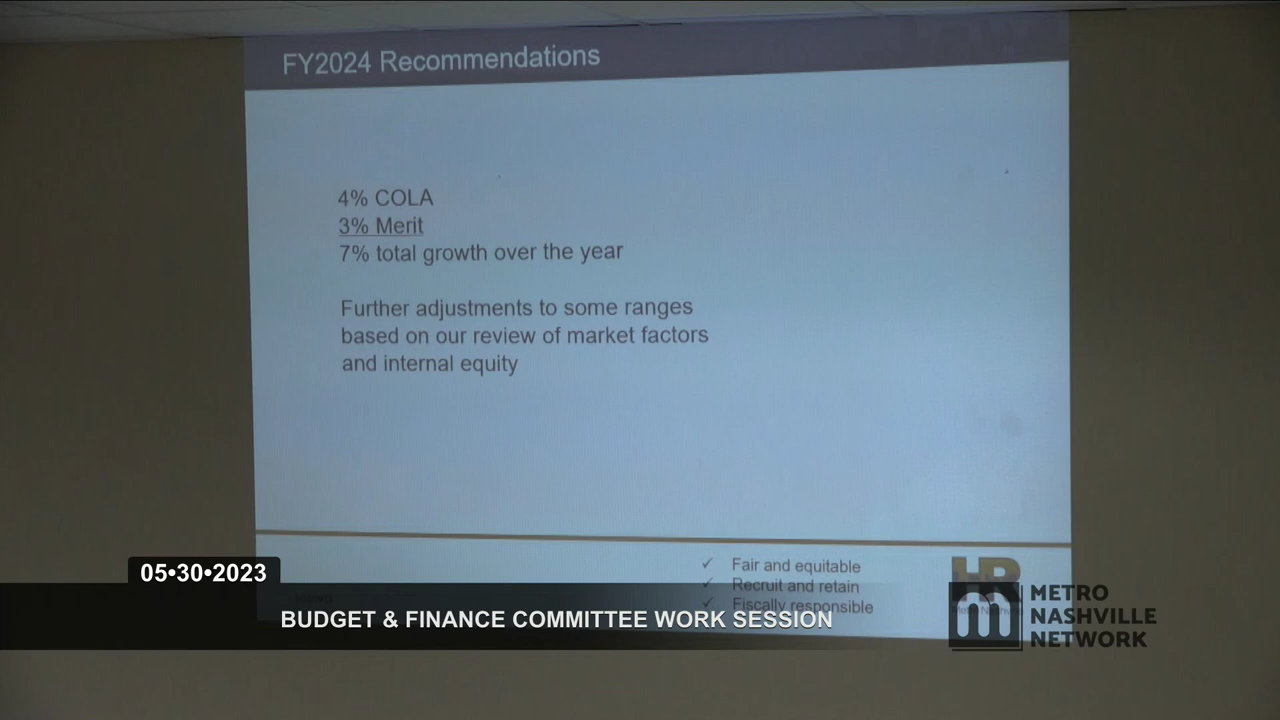 FY2024 Recommendations
4% COLA
3% Merit
7% total growth over the year
Further adjustments to some ranges
based on our review of market factors
and internal equity
✓ Fair and equitable
✓ Recruit and retain
✓ Fiscally responsible
HR
05•30•2023
BUDGET & FINANCE COMMITTEE WORK SESSION
METRO
NASHVILLE
NETWORK